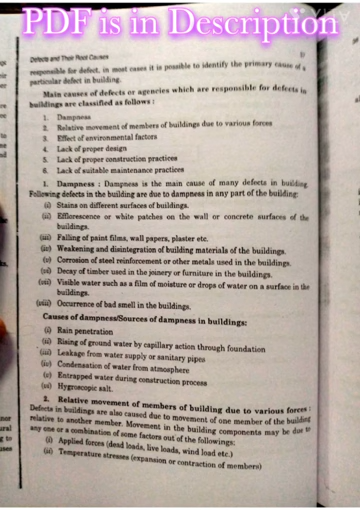 PDF is in Description
Defects and Their Root Causes
responsible for defect, in most cases it is possible to identify the primary cause of a
particular defect in building.
Main causes of defects or agencies which are responsible for defects in
buildings are classified as follows :
1. Dampness
2. Relative movement of members of buildings due to various forces
3. Effect of environmental factors
4. Lack of proper design
5. Lack of proper construction practices
6. Lack of suitable maintenance practices
1. Dampness : Dampness is the main cause of many defects in building.
Following defects in the building are due to dampness in any part of the building:
(i) Stains on different surfaces of buildings.
(ii) Efflorescence or white patches on the wall or concrete surfaces of the
buildings.
(iii) Falling of paint films, wall papers, plaster etc.
(iv) Weakening and disintegration of building materials of the buildings.
(v) Corrosion of steel reinforcement or other metals used in the buildings.
(vi) Decay of timber used in the joinery or furniture in the buildings.
(vii) Visible water such as a film of moisture or drops of water on a surface in the
buildings.
(viii) Occurrence of bad smell in the buildings.
Causes of dampness/Sources of dampness in buildings:
(i) Rain penetration
(ii) Rising of ground water by capillary action through foundation
(iii) Leakage from water supply or sanitary pipes
(iv) Condensation of water from atmosphere
(v) Entrapped water during construction process
(vi) Hygroscopic salt.
2. Relative movement of members of building due to various forces :
Defects in buildings are also caused due to movement of one member of the building
relative to another member. Movement in the building components may be due to
any one or a combination of some factors out of the followings:
(i) Applied forces (dead loads, live loads, wind load etc.)
(ii) Temperature stresses (expansion or contraction of members)